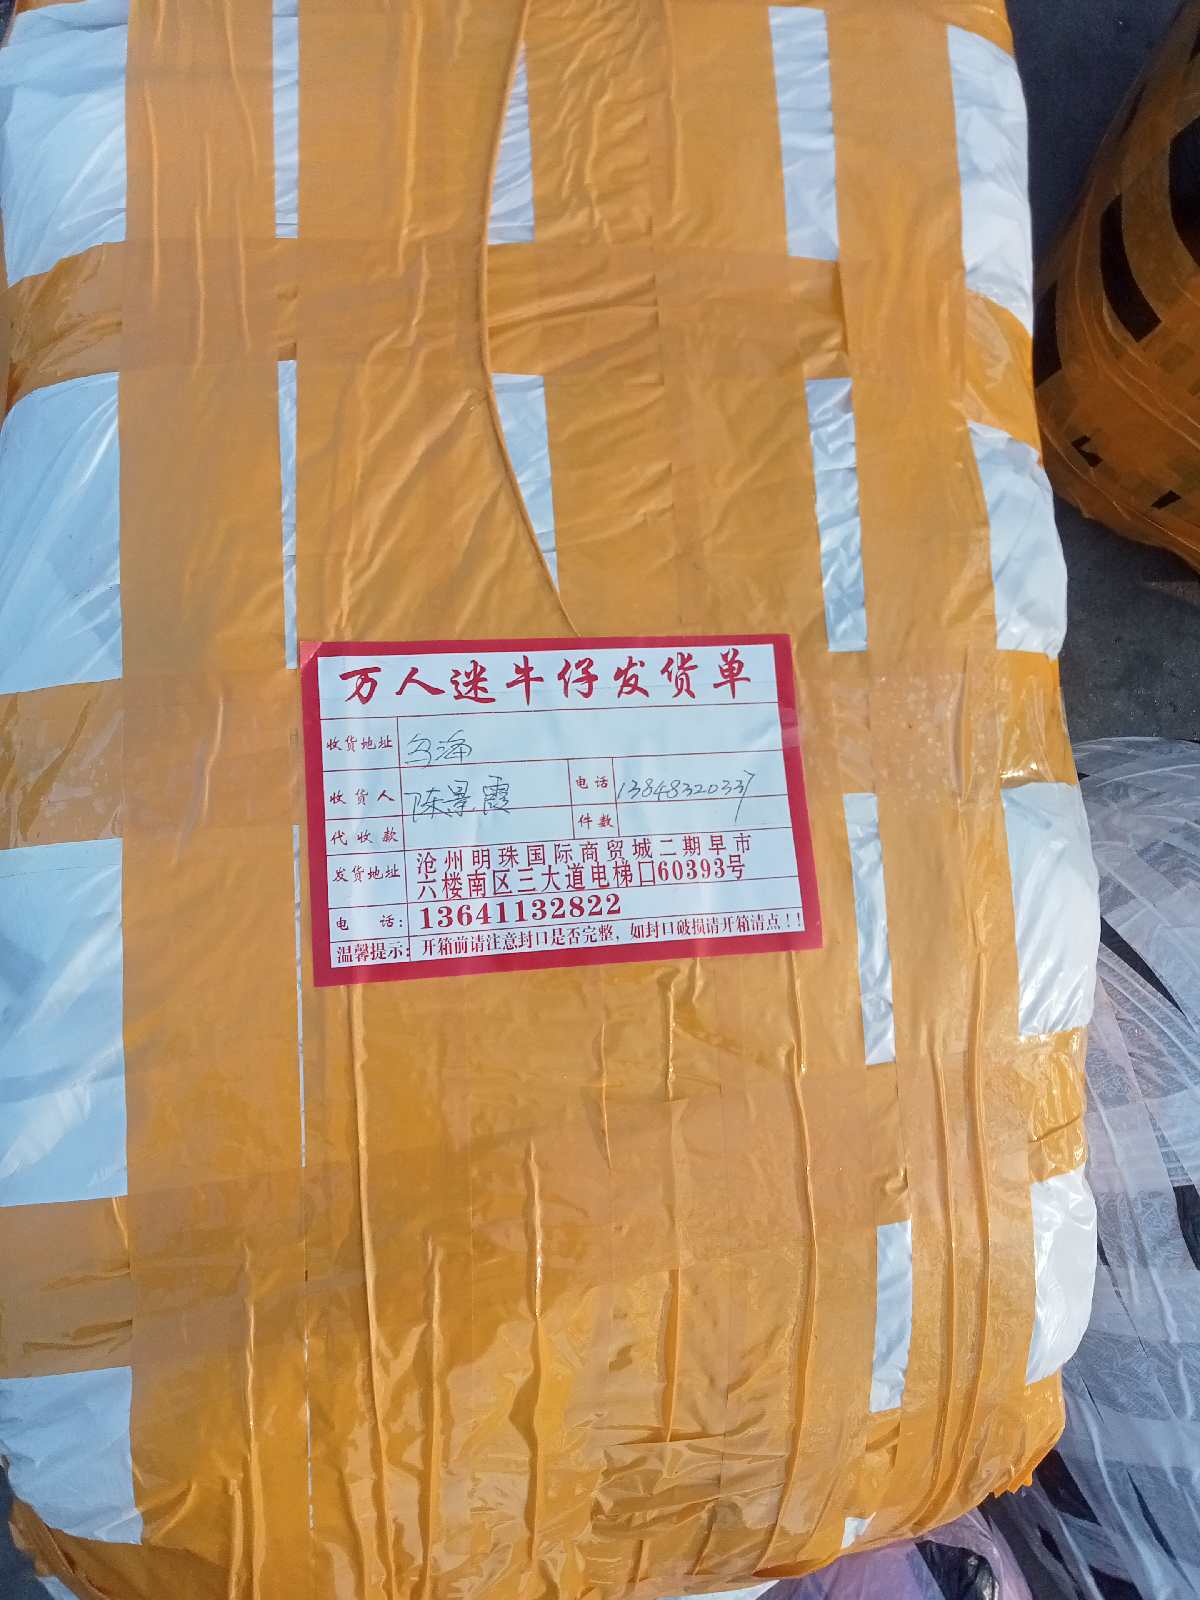 万人迷牛仔发货单
收货地址 乌海
收货人 陈景霞 电话 13848320337
代收款 件数
发货地址 沧州明珠国际商贸城二期早市
六楼南区三大道电梯口60393号
电 话: 13641132822
温馨提示: 开箱前请注意封口是否完整，如封口破损请开箱清点!!